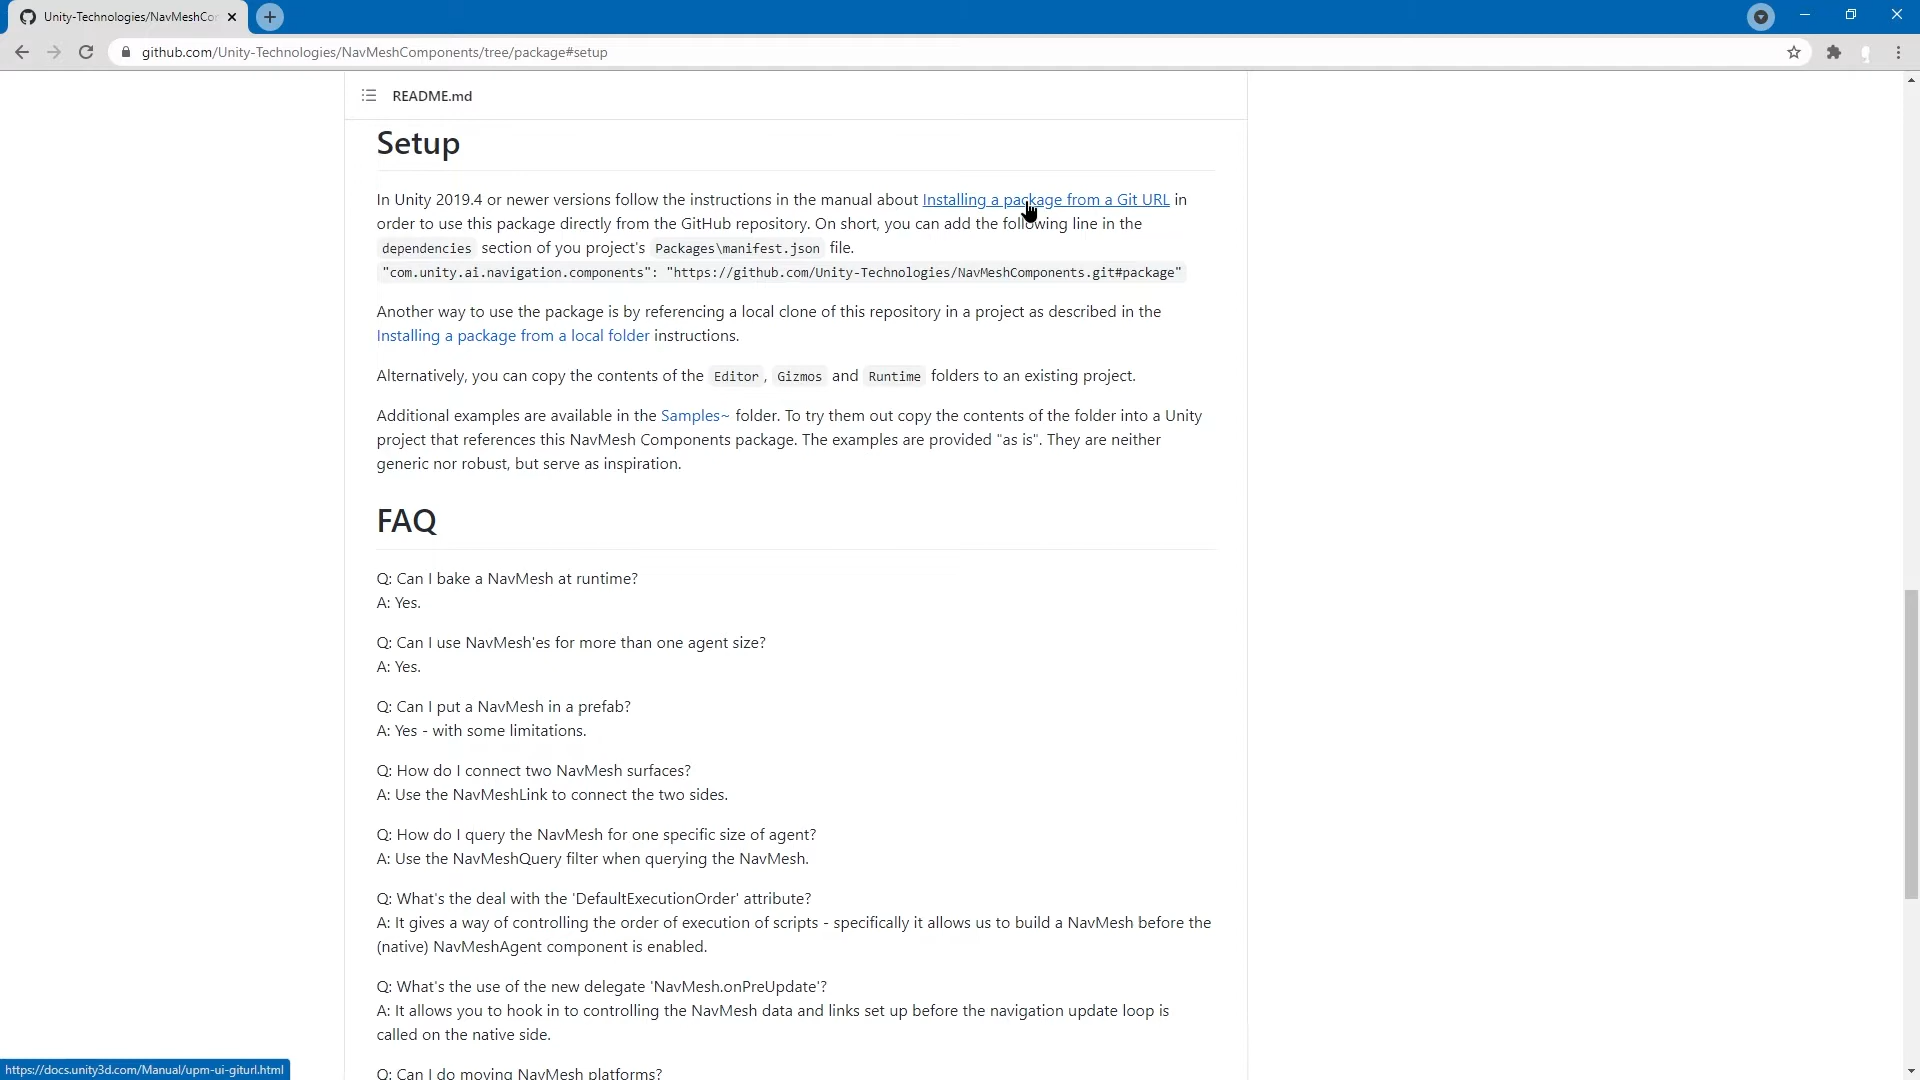 Unity-Technologies/NavMeshCo
github.com/Unity-Technologies/NavMeshComponents/tree/package#setup
README.md
Setup
In Unity 2019.4 or newer versions follow the instructions in the manual about Installing a package from a Git URL in
order to use this package directly from the GitHub repository. On short, you can add the following line in the
dependencies section of you project's Packages\manifest.json file.
"com.unity.ai.navigation.components": "https://github.com/Unity-Technologies/NavMeshComponents.git#package"
Another way to use the package is by referencing a local clone of this repository in a project as described in the
Installing a package from a local folder instructions.
Alternatively, you can copy the contents of the Editor, Gizmos and Runtime folders to an existing project.
Additional examples are available in the Samples~ folder. To try them out copy the contents of the folder into a Unity
project that references this NavMesh Components package. The examples are provided "as is". They are neither
generic nor robust, but serve as inspiration.
FAQ
Q: Can I bake a NavMesh at runtime?
A: Yes.
Q: Can I use NavMesh'es for more than one agent size?
A: Yes.
Q: Can I put a NavMesh in a prefab?
A: Yes - with some limitations.
Q: How do I connect two NavMesh surfaces?
A: Use the NavMeshLink to connect the two sides.
Q: How do I query the NavMesh for one specific size of agent?
A: Use the NavMeshQuery filter when querying the NavMesh.
Q: What's the deal with the 'DefaultExecutionOrder' attribute?
A: It gives a way of controlling the order of execution of scripts - specifically it allows us to build a NavMesh before the
(native) NavMeshAgent component is enabled.
Q: What's the use of the new delegate 'NavMesh.onPreUpdate'?
A: It allows you to hook in to controlling the NavMesh data and links set up before the navigation update loop is
called on the native side.
Q: Can I do moving NavMesh platforms?
https://docs.unity3d.com/Manual/upm-ui-giturl.html